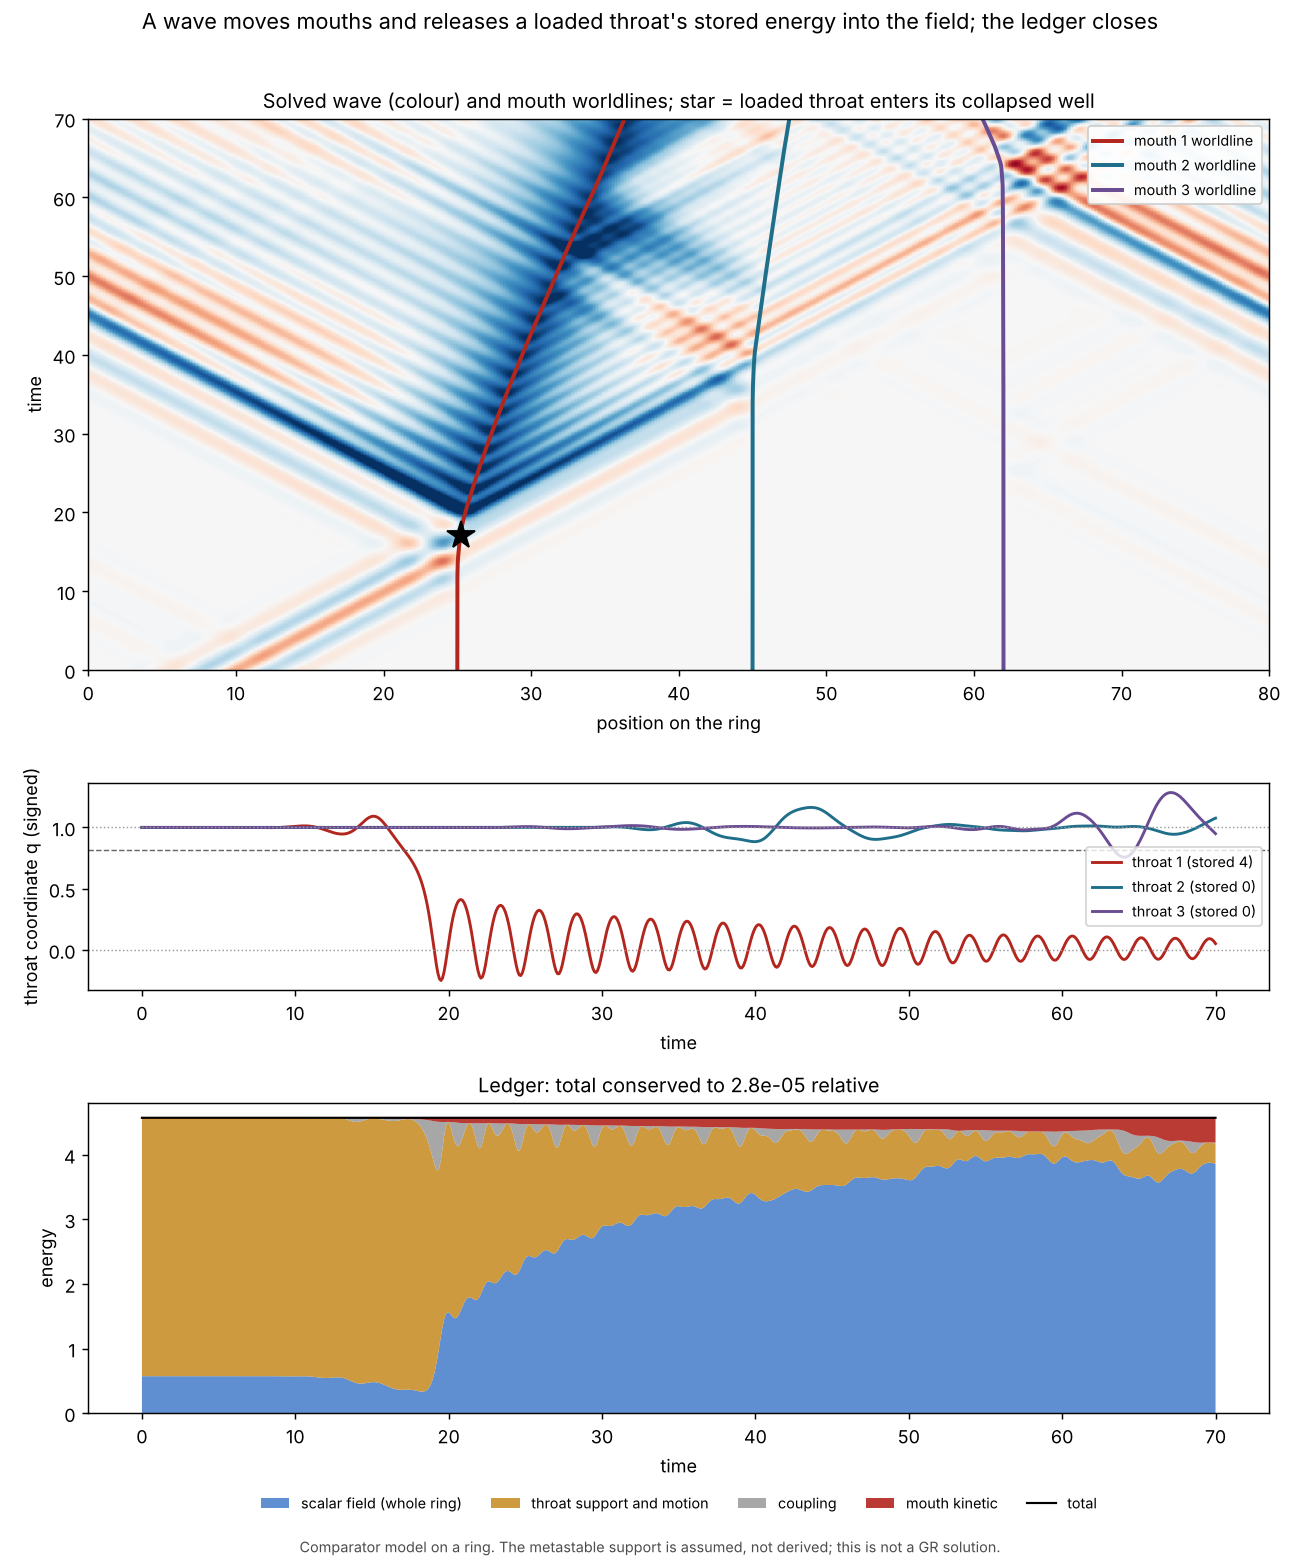 A wave moves mouths and releases a loaded throat's stored energy into the field; the ledger closes
Solved wave (colour) and mouth worldlines; star = loaded throat enters its collapsed well
70
60
50
40
30
20
10
0
time
mouth 1 worldline
mouth 2 worldline
mouth 3 worldline
0 10 20 30 40 50 60 70 80
position on the ring
throat coordinate q (signed)
1.0
0.5
0.0
throat 1 (stored 4)
throat 2 (stored 0)
throat 3 (stored 0)
0 10 20 30 40 50 60 70
time
Ledger: total conserved to 2.8e-05 relative
energy
4
3
2
1
0
0 10 20 30 40 50 60 70
time
scalar field (whole ring) throat support and motion coupling mouth kinetic total
Comparator model on a ring. The metastable support is assumed, not derived; this is not a GR solution.